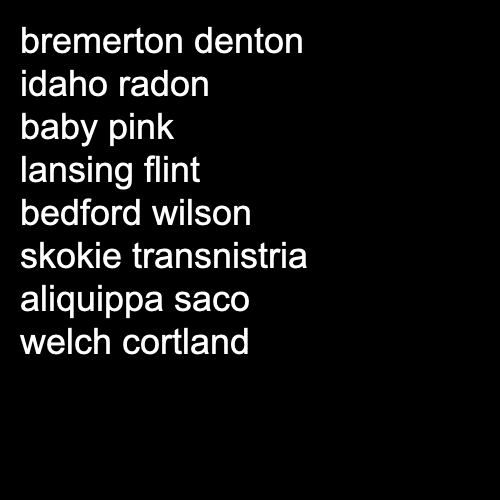 bremerton denton
idaho radon
baby pink
lansing flint
bedford wilson
skokie transnistria
aliquippa saco
welch cortland